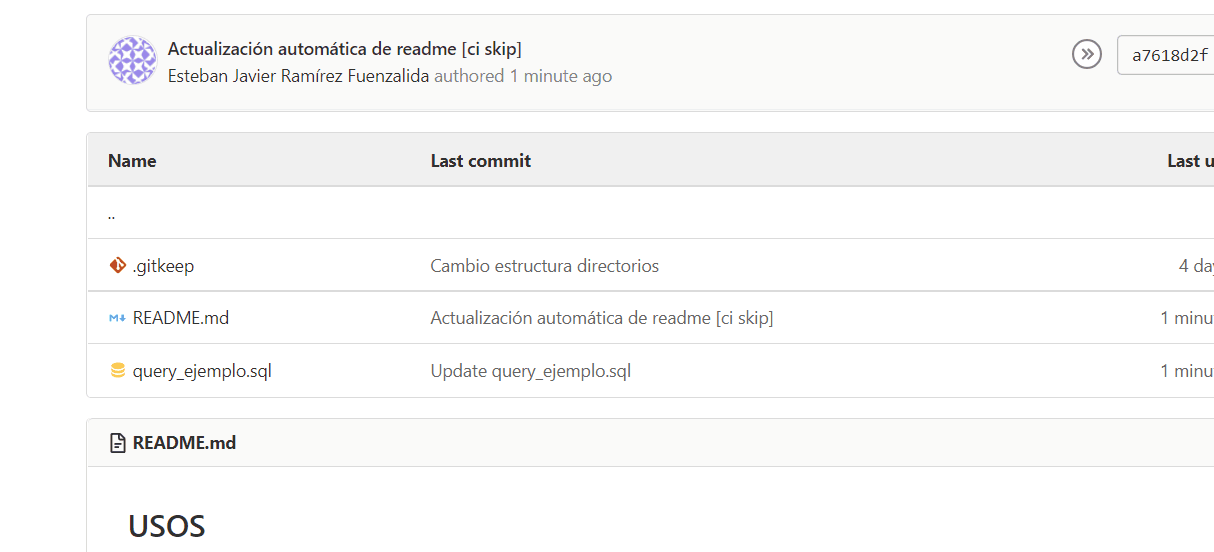 Actualización automática de readme [ci skip]
Esteban Javier Ramírez Fuenzalida authored 1 minute ago
a7618d2f
Name Last commit Last u
..
.gitkeep Cambio estructura directorios 4 day
README.md Actualización automática de readme [ci skip] 1 minu
query_ejemplo.sql Update query_ejemplo.sql 1 minu
README.md
USOS